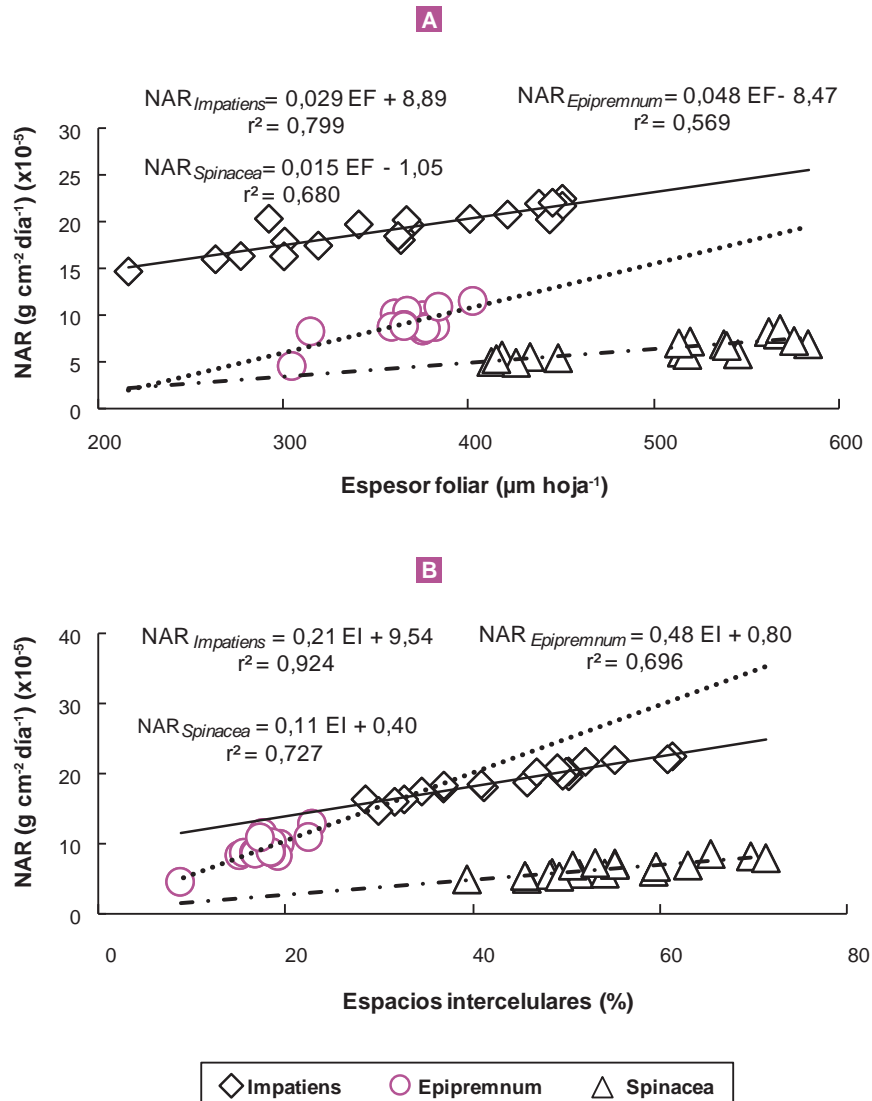 A
NAR Impatiens= 0,029 EF + 8,89
r² = 0,799
NAR Epipremnum= 0,048 EF- 8,47
r² = 0,569
NAR Spinacea= 0,015 EF - 1,05
r² = 0,680
NAR (g cm⁻² día⁻¹) (x10⁻⁵)
30
25
20
15
10
5
0
200 300 400 500 600
Espesor foliar (µm hoja⁻¹)
B
NAR Impatiens = 0,21 EI + 9,54
r² = 0,924
NAR Epipremnum = 0,48 EI + 0,80
r² = 0,696
NAR Spinacea = 0,11 EI + 0,40
r² = 0,727
NAR (g cm⁻² día⁻¹) (x10⁻⁵)
40
30
20
10
0
0 20 40 60 80
Espacios intercelulares (%)
Impatiens Epipremnum Spinacea